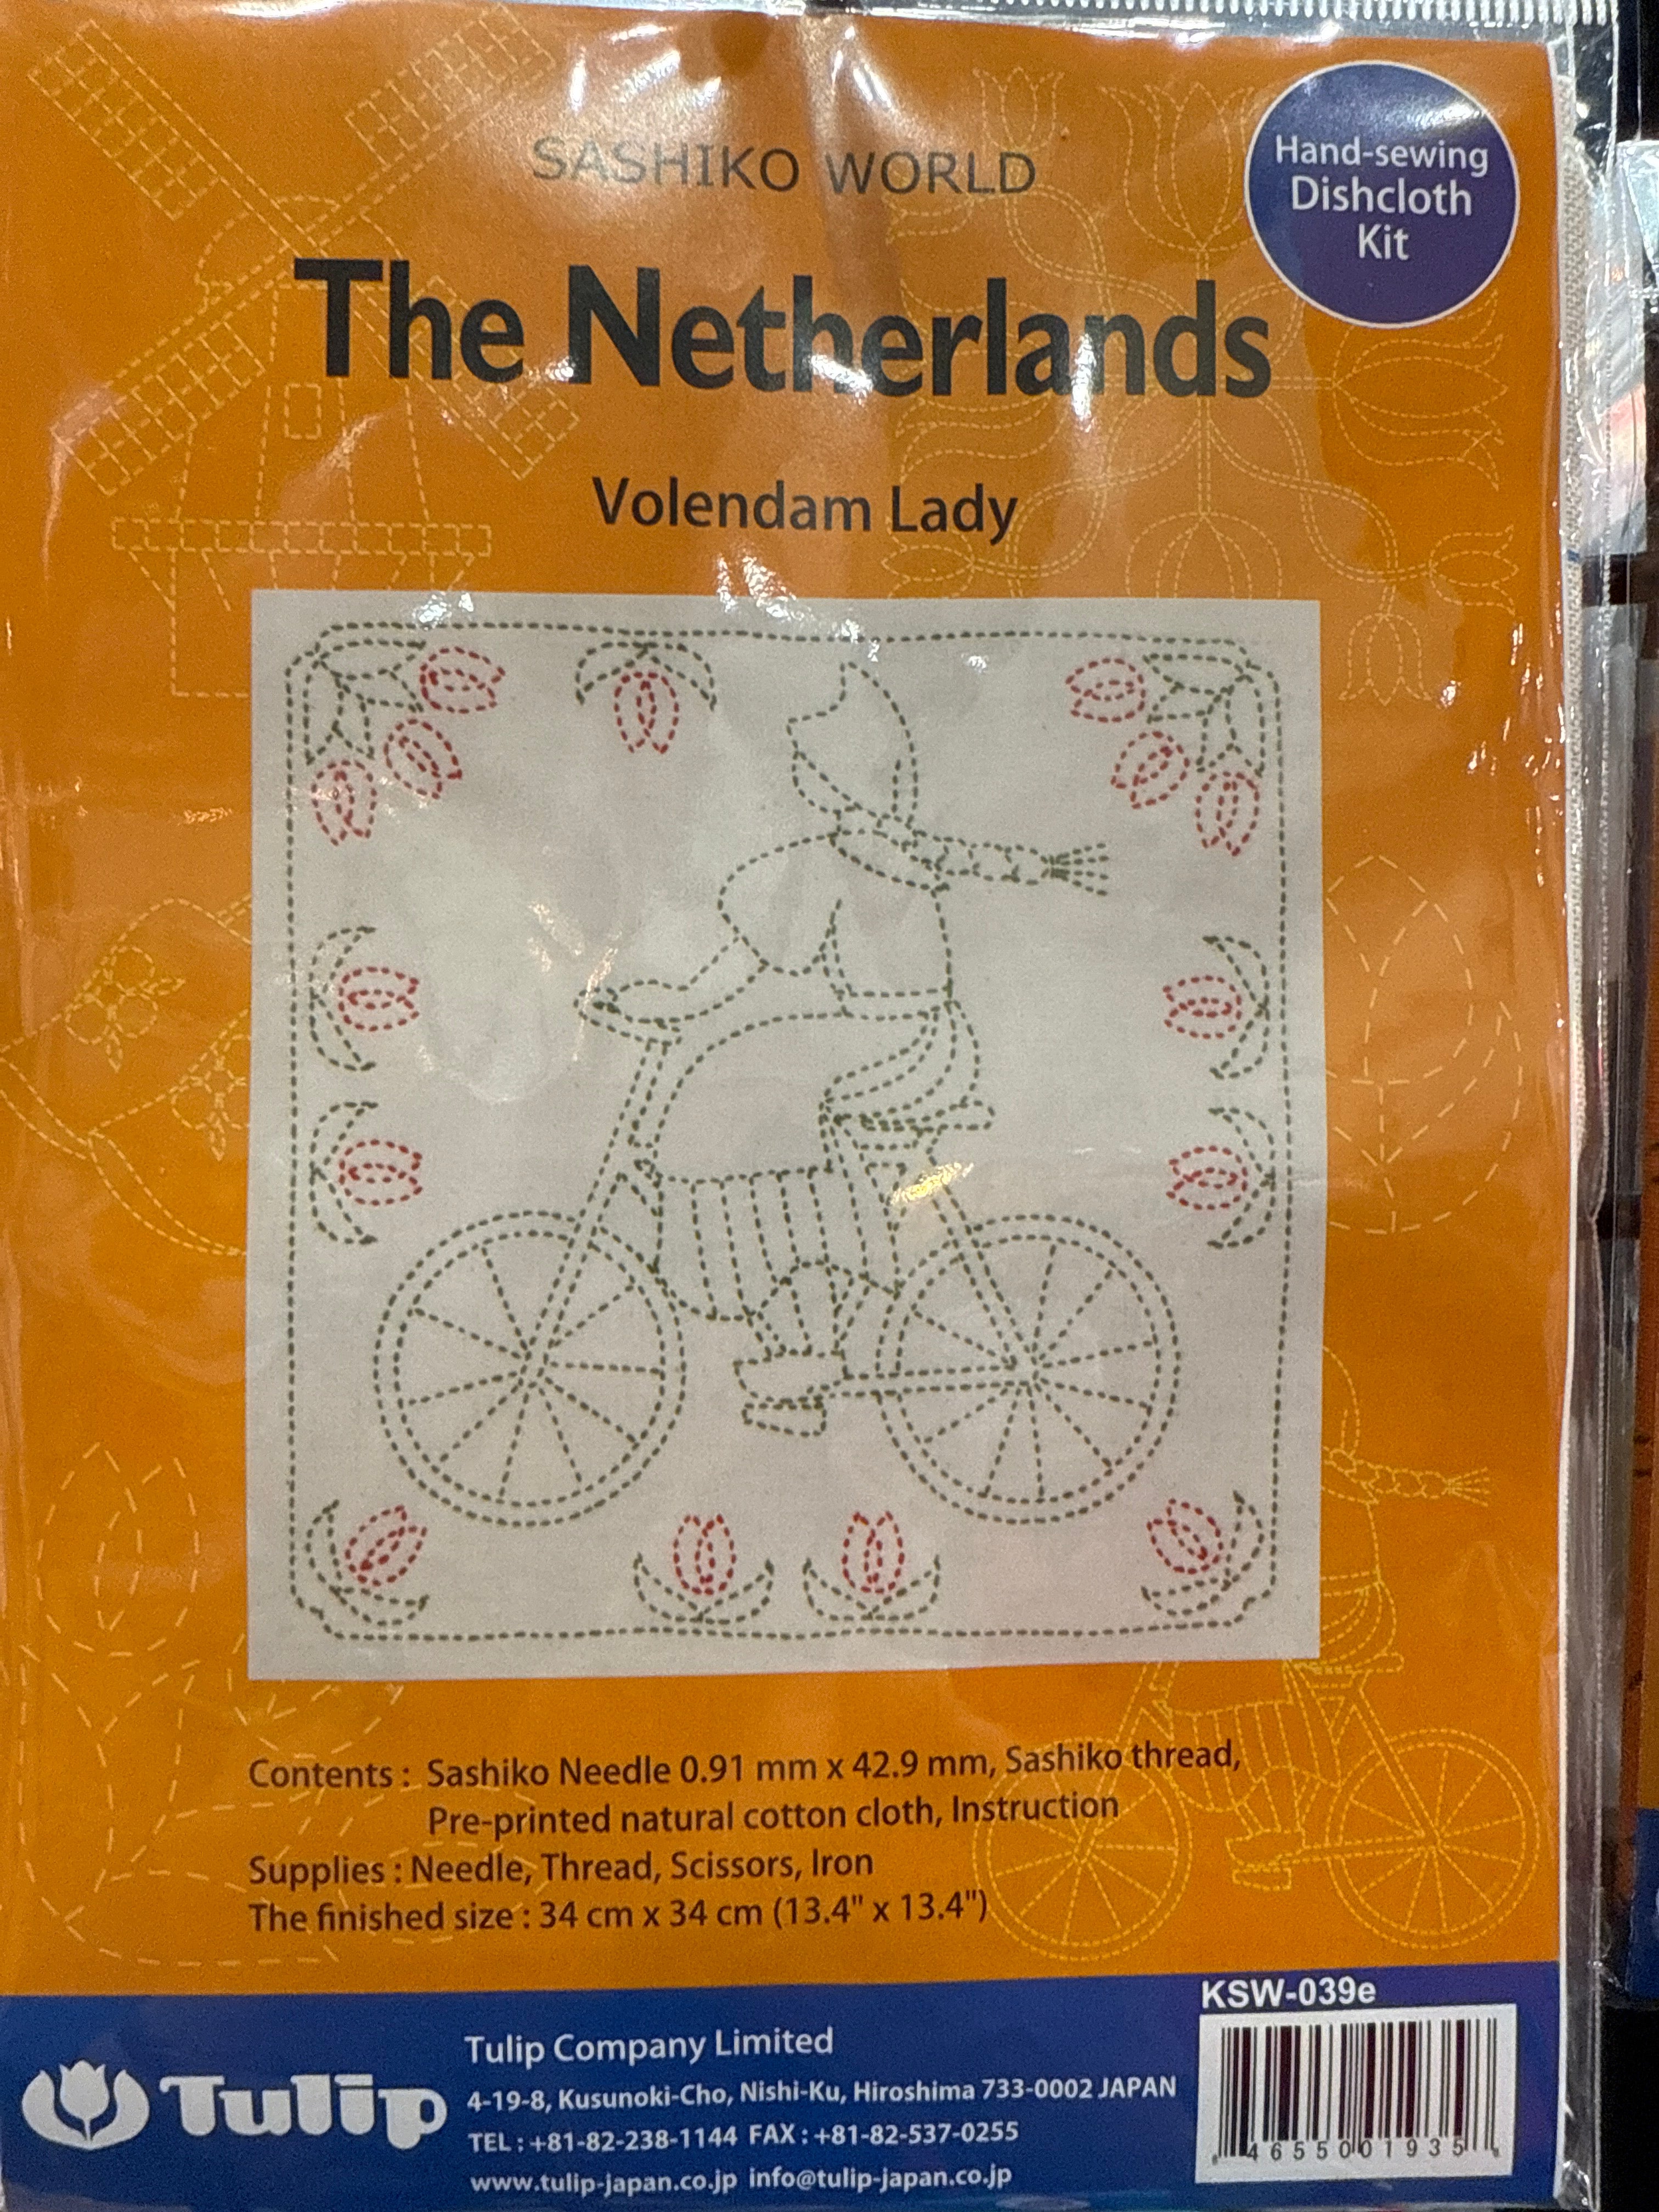 Hand-sewing
Dishcloth
Kit
SASHIKO WORLD
The Netherlands
Volendam Lady
Contents : Sashiko Needle 0.91 mm x 42.9 mm, Sashiko thread,
Pre-printed natural cotton cloth, Instruction
Supplies : Needle, Thread, Scissors, Iron
The finished size : 34 cm x 34 cm (13.4" x 13.4")
KSW-039e
Tulip
Tulip Company Limited
4-19-8, Kusunoki-Cho, Nishi-Ku, Hiroshima 733-0002 JAPAN
TEL : +81-82-238-1144 FAX : +81-82-537-0255
www.tulip-japan.co.jp info@tulip-japan.co.jp